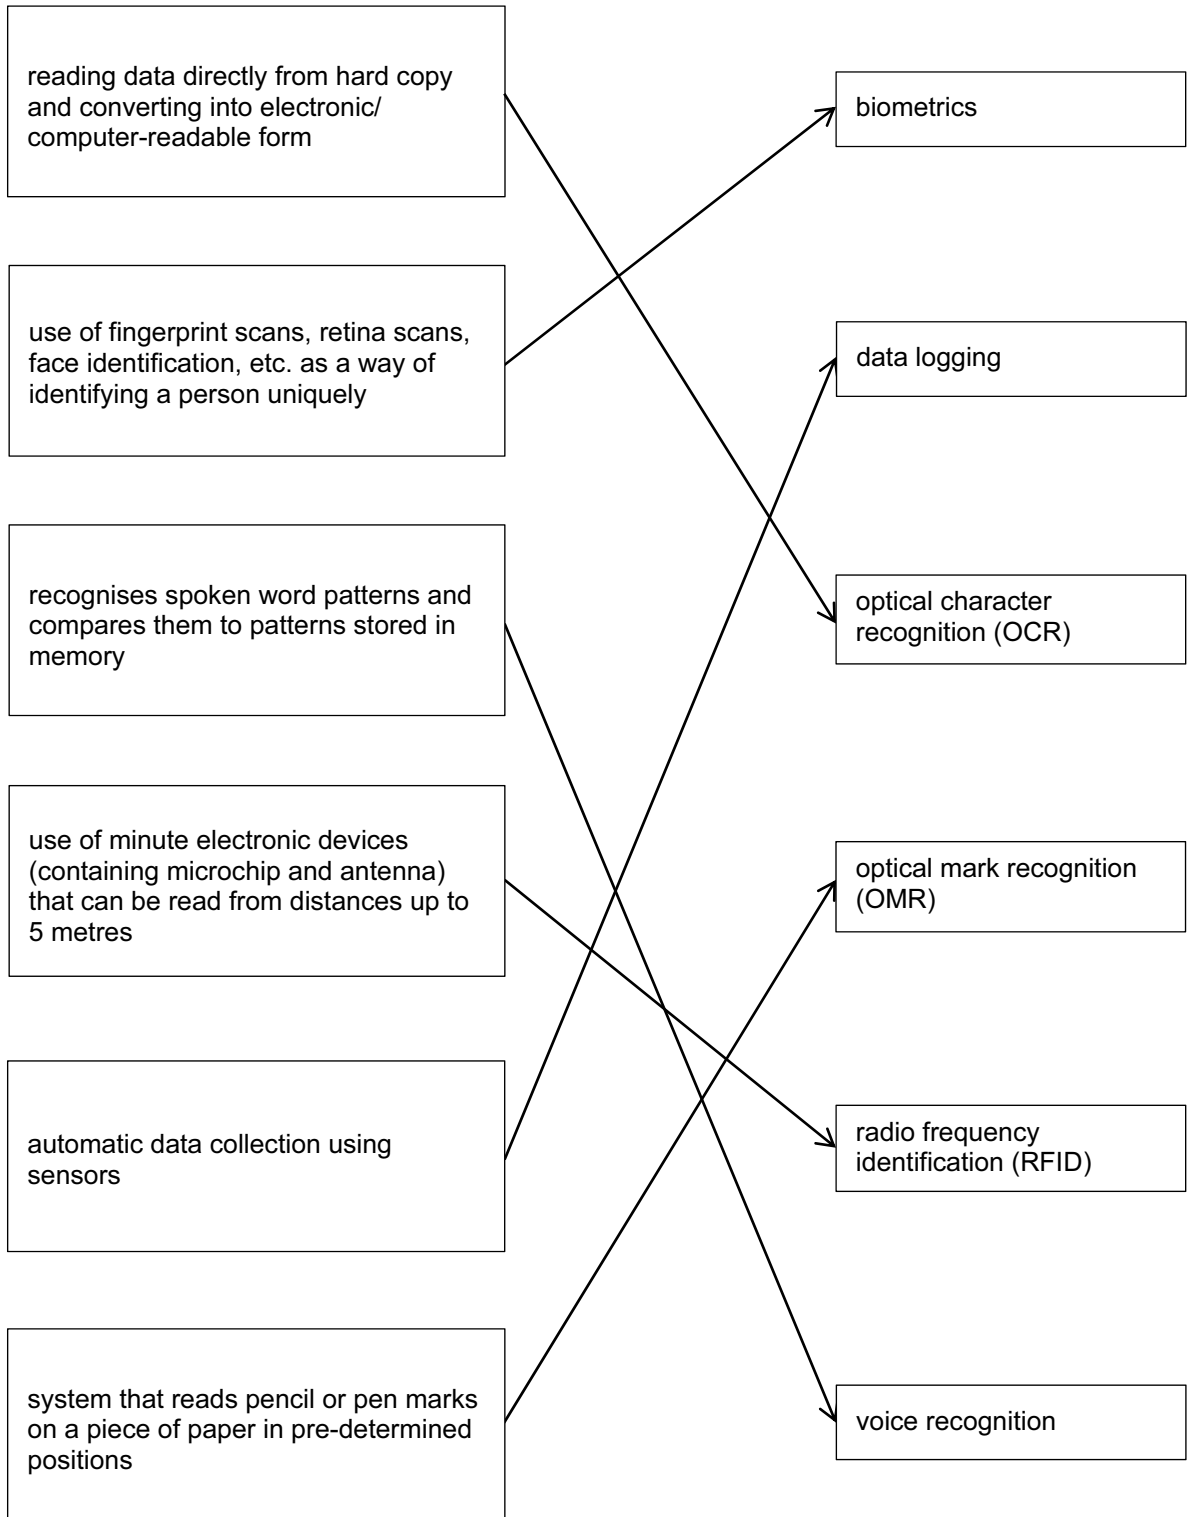 reading data directly from hard copy
and converting into electronic/
computer-readable form
use of fingerprint scans, retina scans,
face identification, etc. as a way of
identifying a person uniquely
recognises spoken word patterns and
compares them to patterns stored in
memory
use of minute electronic devices
(containing microchip and antenna)
that can be read from distances up to
5 metres
automatic data collection using
sensors
system that reads pencil or pen marks
on a piece of paper in pre-determined
positions
biometrics
data logging
optical character
recognition (OCR)
optical mark recognition
(OMR)
radio frequency
identification (RFID)
voice recognition